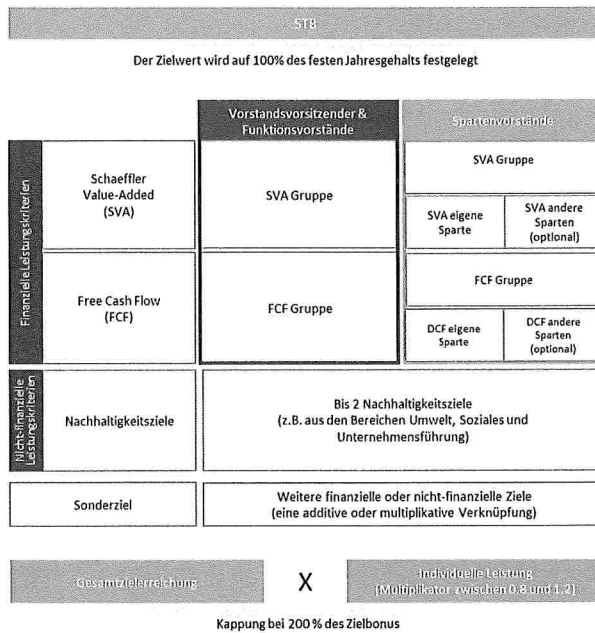 STB
Der Zielwert wird auf 100% des festen Jahresgehalts festgelegt
Vorstandsvorsitzender &
Funktionsvorstände
Spartenvorstände
Finanzielle Leistungskriterien
Schaeffler
Value-Added
(SVA)
SVA Gruppe
SVA Gruppe
SVA eigene
Sparte
SVA andere
Sparten
(optional)
Free Cash Flow
(FCF)
FCF Gruppe
FCF Gruppe
DCF eigene
Sparte
DCF andere
Sparten
(optional)
Nicht-finanzielle
Leistungskriterien
Nachhaltigkeitsziele
Bis 2 Nachhaltigkeitsziele
(z.B. aus den Bereichen Umwelt, Soziales und
Unternehmensführung)
Sonderziel
Weitere finanzielle oder nicht-finanzielle Ziele
(eine additive oder multiplikative Verknüpfung)
Gesamtzielerreichung
X
Individuelle Leistung
(Multiplikator zwischen 0,8 und 1,2)
Kappung bei 200 % des Zielbonus